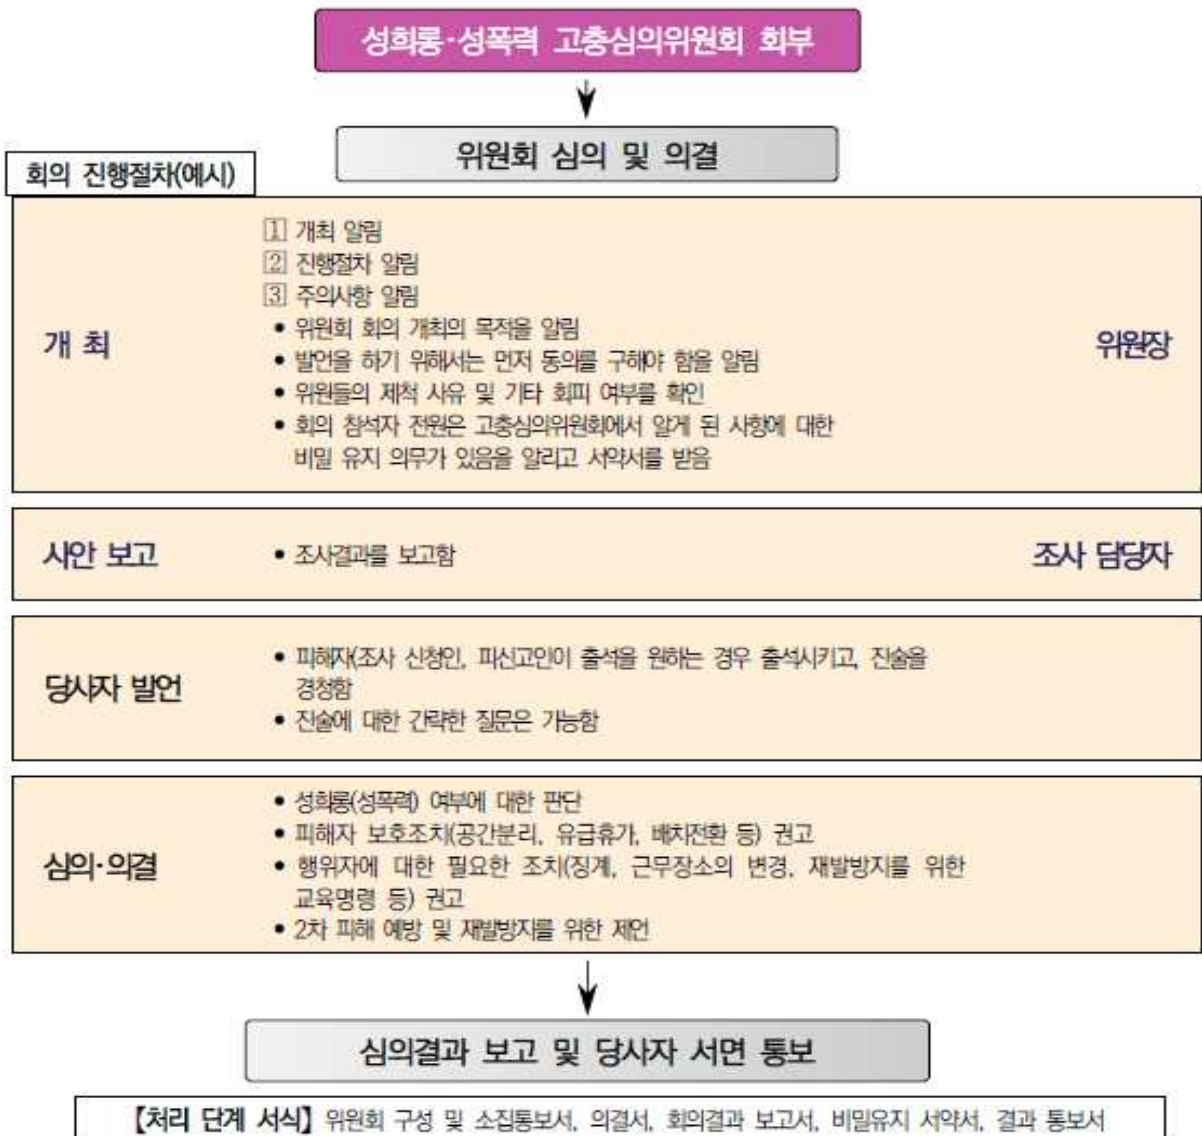 성희롱·성폭력 고충심의위원회 회부
위원회 심의 및 의결
회의 진행절차(예시)
개 최
1 개최 알림
2 진행절차 알림
3 주의사항 알림
• 위원회 회의 개최의 목적을 알림
• 발언을 하기 위해서는 먼저 동의를 구해야 함을 알림
• 위원들의 제척 사유 및 기타 회피 여부를 확인
• 회의 참석자 전원은 고충심의위원회에서 알게 된 사항에 대한
비밀 유지 의무가 있음을 알리고 서약서를 받음
위원장
사안 보고
• 조사결과를 보고함
조사 담당자
당사자 발언
• 피해자(조사 신청인, 피신고인이 출석을 원하는 경우 출석시키고, 진술을
경청함
• 진술에 대한 간략한 질문은 가능함
심의·의결
• 성희롱(성폭력) 여부에 대한 판단
• 피해자 보호조치(공간분리, 유급휴가, 배치전환 등) 권고
• 행위자에 대한 필요한 조치(징계, 근무장소의 변경, 재발방지를 위한
교육명령 등) 권고
• 2차 피해 예방 및 재발방지를 위한 제언
심의결과 보고 및 당사자 서면 통보
【처리 단계 서식】 위원회 구성 및 소집통보서, 의결서, 회의결과 보고서, 비밀유지 서약서, 결과 통보서